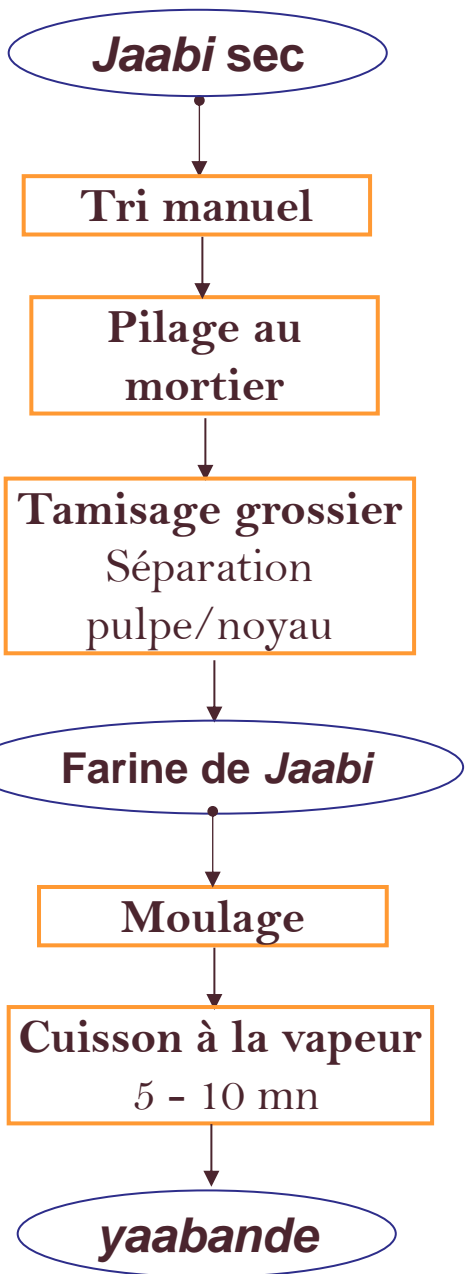 Jaabi sec
Tri manuel
Pilage au
mortier
Tamisage grossier
Séparation
pulpe/noyau
Farine de Jaabi
Moulage
Cuisson à la vapeur
5 - 10 mn
yaabande